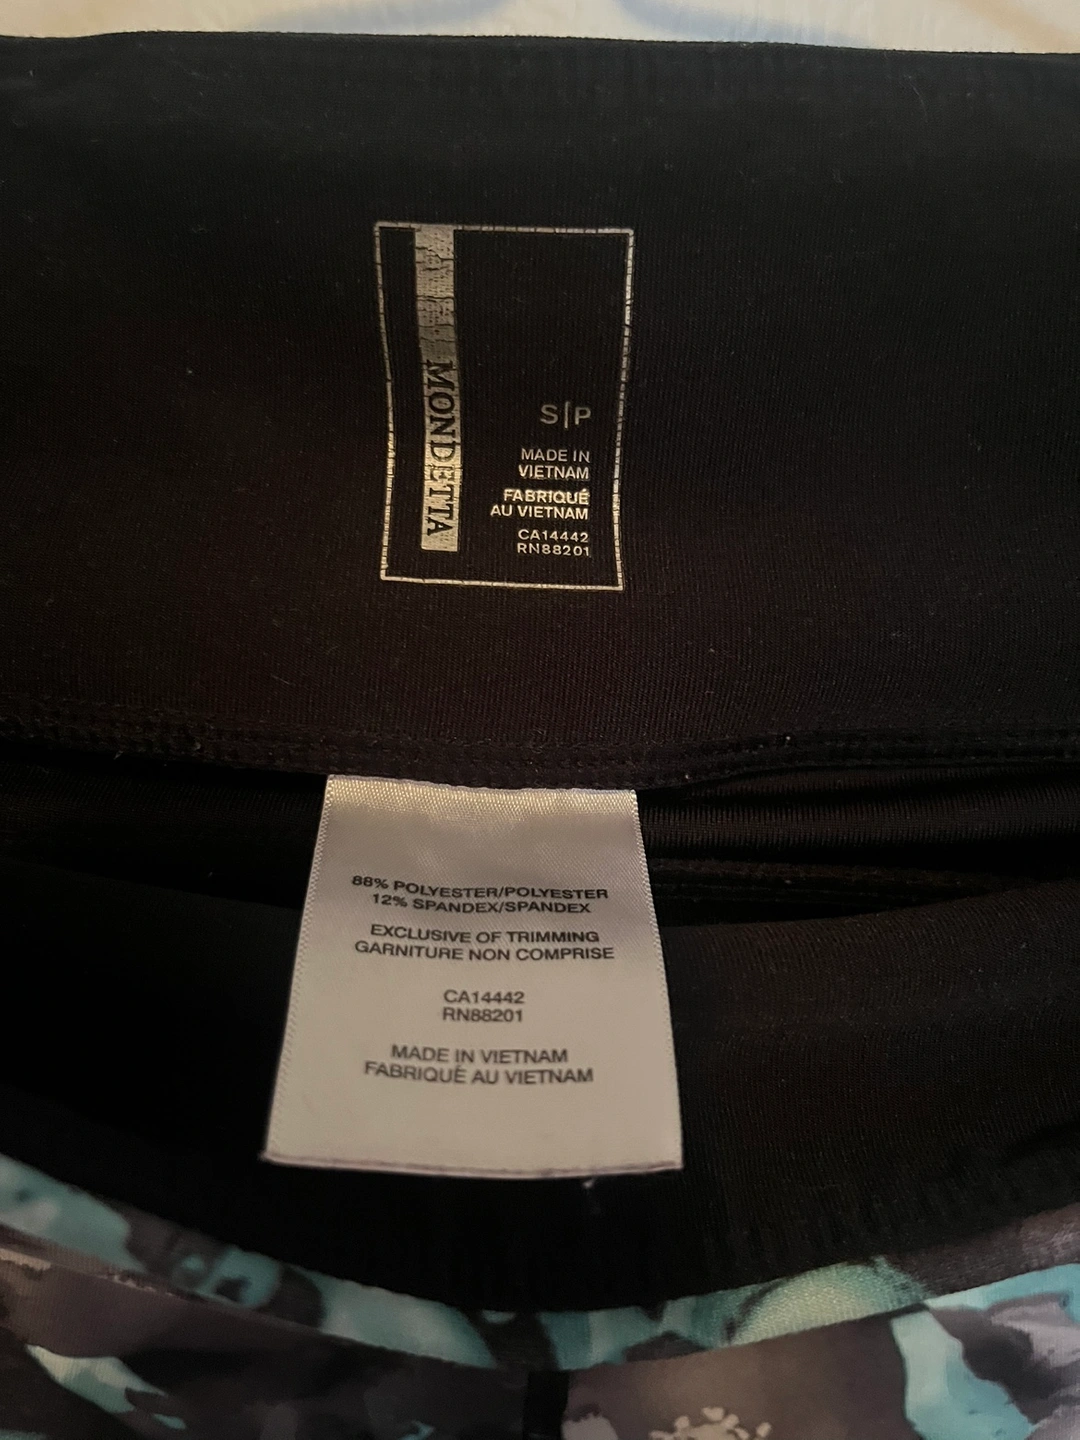 MONDETTA
S|P
MADE IN
VIETNAM
FABRIQUÉ
AU VIETNAM
CA14442
RN88201
88% POLYESTER/POLYESTER
12% SPANDEX/SPANDEX
EXCLUSIVE OF TRIMMING
GARNITURE NON COMPRISE
CA14442
RN88201
MADE IN VIETNAM
FABRIQUÉ AU VIETNAM